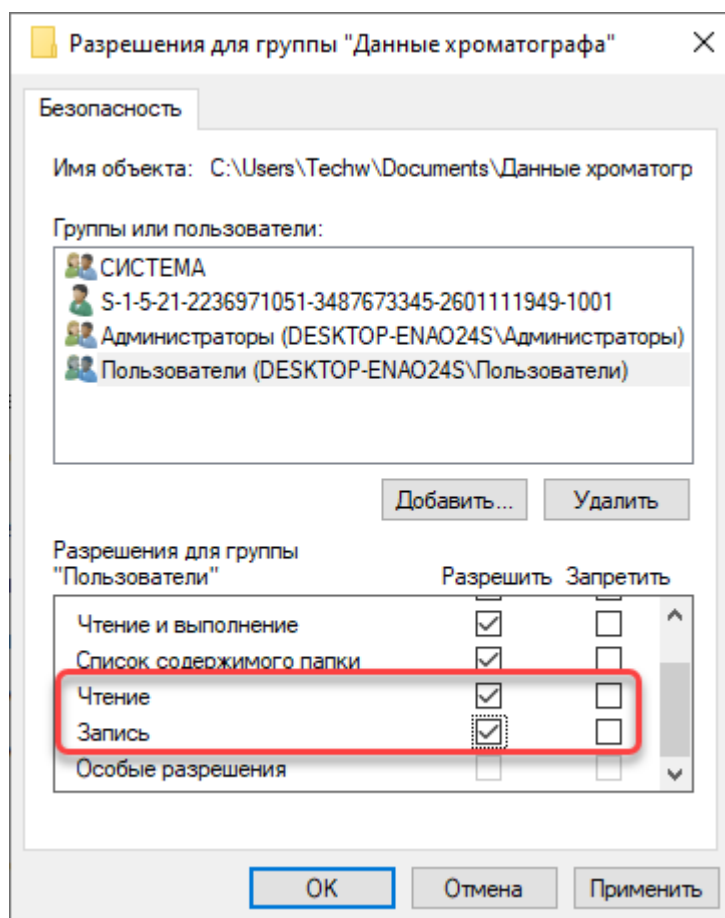 Разрешения для группы "Данные хроматографа"
Безопасность
Имя объекта: C:\Users\Techw\Documents\Данные хроматогр
Группы или пользователи:
СИСТЕМА
S-1-5-21-2236971051-3487673345-2601111949-1001
Администраторы (DESKTOP-ENAO24S\Администраторы)
Пользователи (DESKTOP-ENAO24S\Пользователи)
Добавить... Удалить
Разрешения для группы
"Пользователи" Разрешить Запретить
Чтение и выполнение
Список содержимого папки
Чтение
Запись
Особые разрешения
ОК Отмена Применить